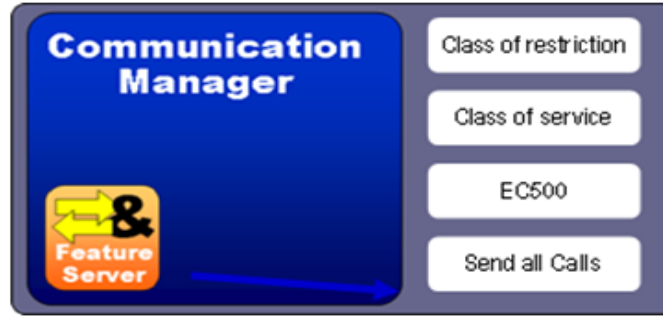 Communication
Manager
&
Feature
Server
Class of restriction
Class of service
EC500
Send all Calls